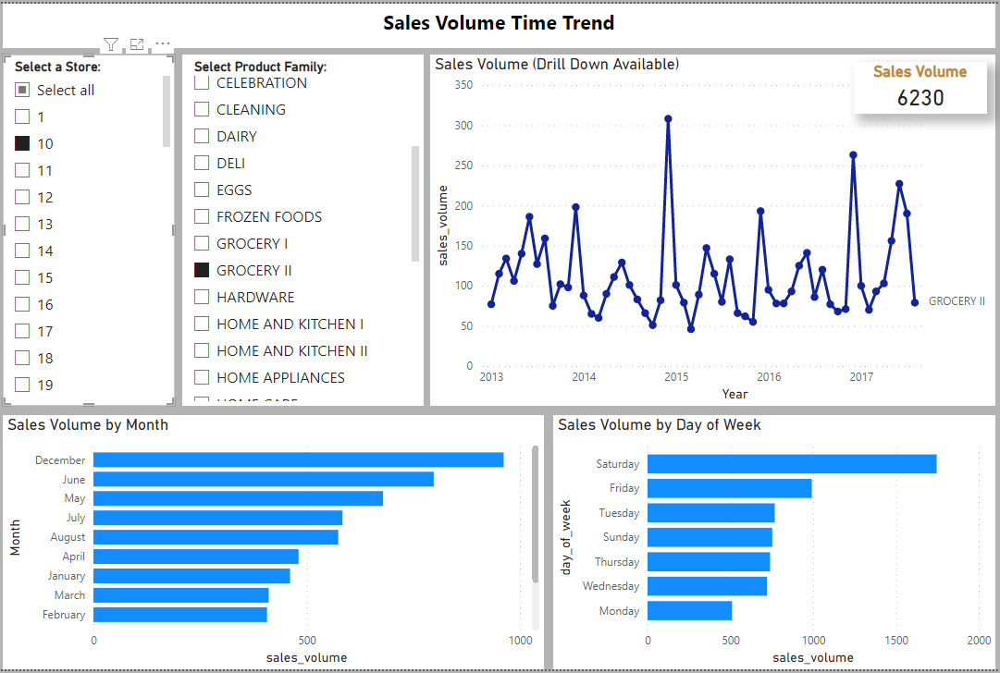 Sales Volume Time Trend
Select a Store:
Select all
1
10
11
12
13
14
15
16
17
18
19
Select Product Family:
CELEBRATION
CLEANING
DAIRY
DELI
EGGS
FROZEN FOODS
GROCERY I
GROCERY II
HARDWARE
HOME AND KITCHEN I
HOME AND KITCHEN II
HOME APPLIANCES
Sales Volume (Drill Down Available)
Sales Volume
6230
350
300
250
200
150
100
50
0
sales_volume
GROCERY II
2013 2014 2015 2016 2017
Year
Sales Volume by Month
Month
December
June
May
July
August
April
January
March
February
0 500 1000
sales_volume
Sales Volume by Day of Week
day_of_week
Saturday
Friday
Tuesday
Sunday
Thursday
Wednesday
Monday
0 500 1000 1500 2000
sales_volume